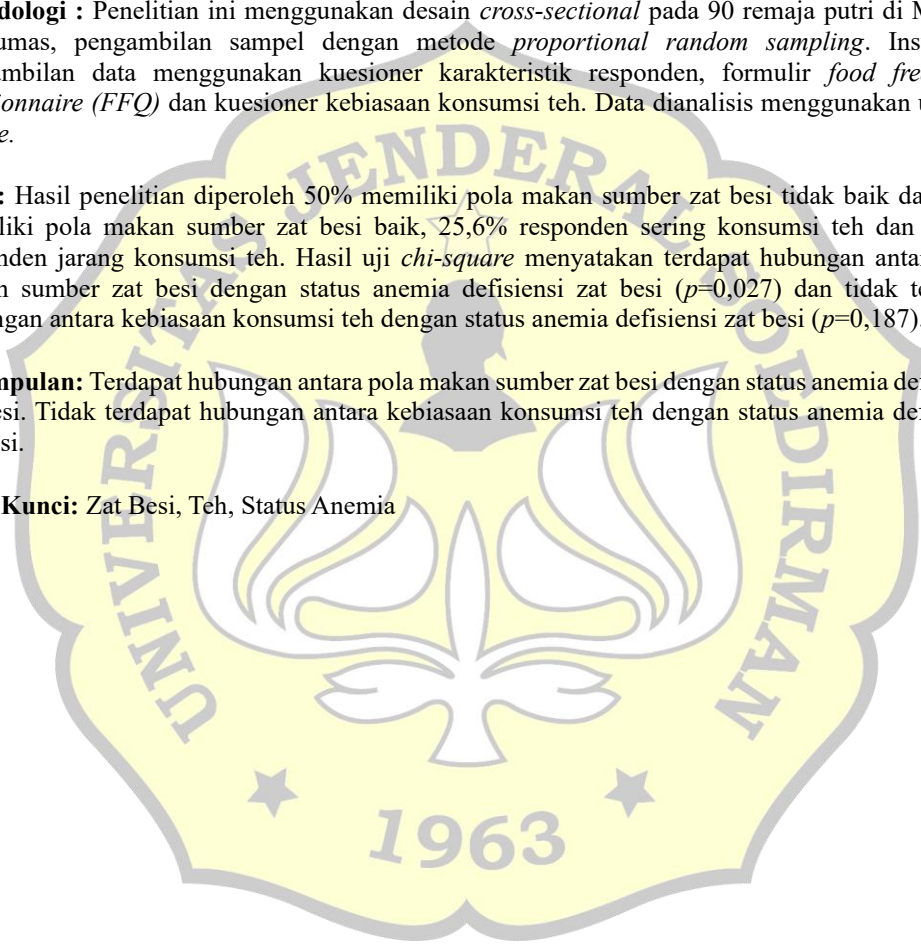 dologi : Penelitian ini menggunakan desain cross-sectional pada 90 remaja putri di M
umas, pengambilan sampel dengan metode proportional random sampling. Ins
umbilan data menggunakan kuesioner karakteristik responden, formulir food fre
ionnaire (FFQ) dan kuesioner kebiasaan konsumsi teh. Data dianalisis menggunakan u
e.
: Hasil penelitian diperoleh 50% memiliki pola makan sumber zat besi tidak baik da
liki pola makan sumber zat besi baik, 25,6% responden sering konsumsi teh dan
nden jarang konsumsi teh. Hasil uji chi-square menyatakan terdapat hubungan antar
n sumber zat besi dengan status anemia defisiensi zat besi (p=0,027) dan tidak te
ngan antara kebiasaan konsumsi teh dengan status anemia defisiensi zat besi (p=0,187)
mpulan: Terdapat hubungan antara pola makan sumber zat besi dengan status anemia def
esi. Tidak terdapat hubungan antara kebiasaan konsumsi teh dengan status anemia def
si.
Kunci: Zat Besi, Teh, Status Anemia
UNIVERSITAS JENDERAL SOEDIRMAN
1963